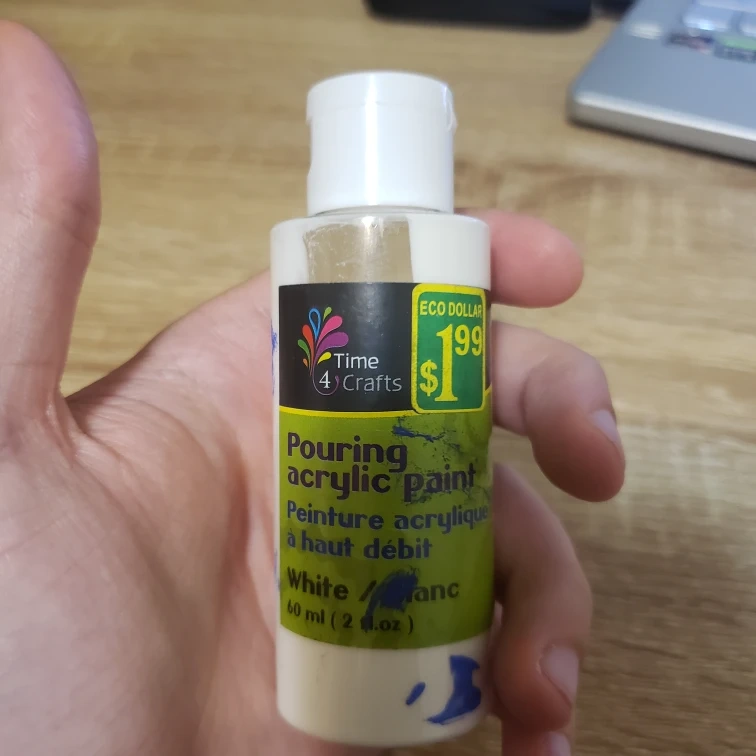 ECO DOLLAR
$1.99
Time
4 Crafts
Pouring
acrylic paint
Peinture acrylique
à haut débit
White /
60 ml ( 2 fl.oz )